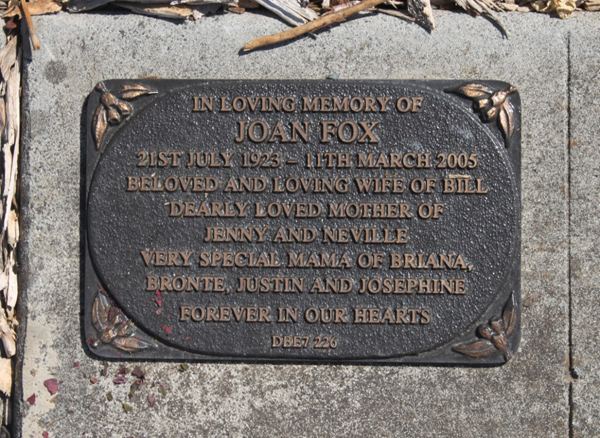 IN LOVING MEMORY OF
JOAN FOX
21ST JULY 1923 – 11TH MARCH 2005
BELOVED AND LOVING WIFE OF BILL
DEARLY LOVED MOTHER OF
JENNY AND NEVILLE
VERY SPECIAL MAMA OF BRIANA,
BRONTE, JUSTIN AND JOSEPHINE
FOREVER IN OUR HEARTS
DBE7 226